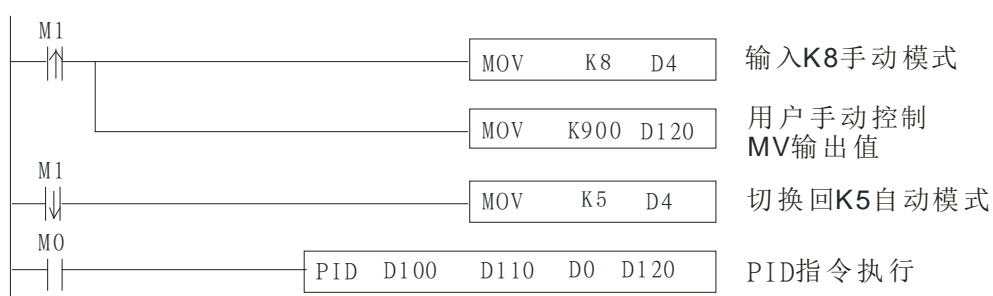 M1
MOV K8 D4 输入K8手动模式
MOV K900 D120 用户手动控制
MV输出值
M1
MOV K5 D4 切换回K5自动模式
M0
PID D100 D110 D0 D120 PID指令执行